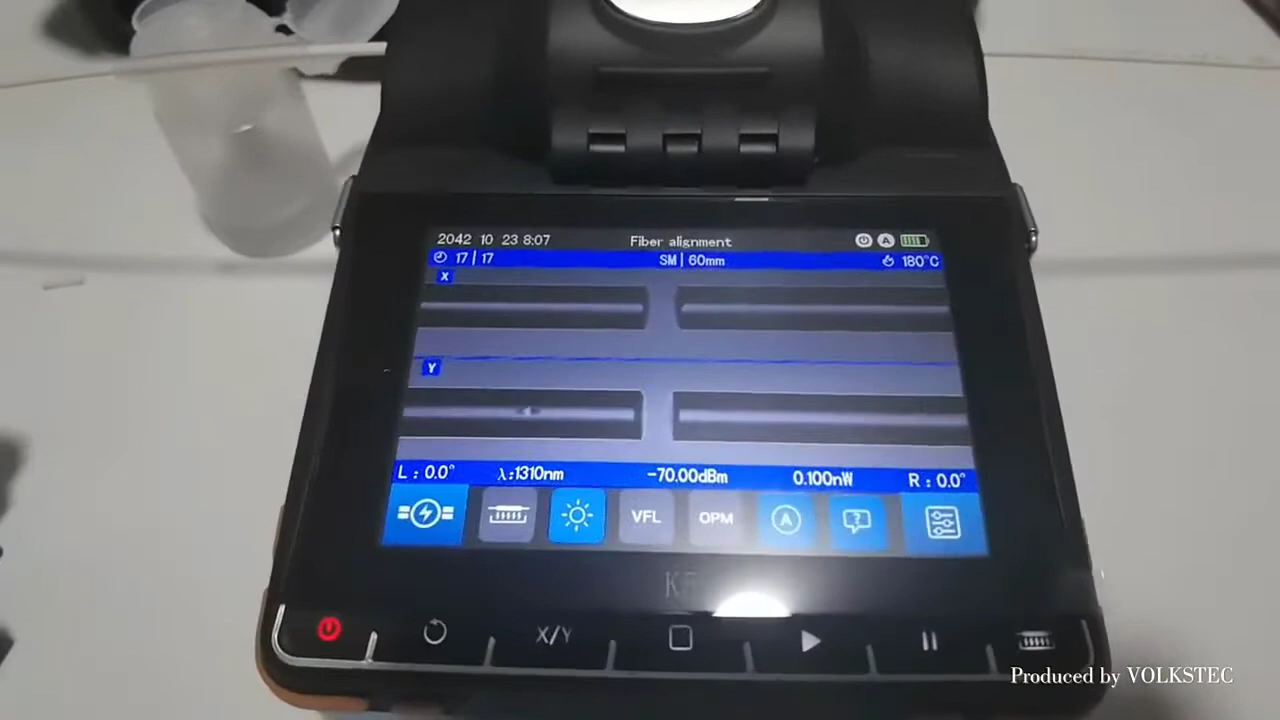 2042 10 23 8:07 Fiber alignment A
17 | 17 SM | 60mm 180°C
X
Y
L : 0.0° λ:1310nm -70.00dBm 0.100nW R : 0.0°
VFL OPM A ?
X/Y
Produced by VOLKSTEC